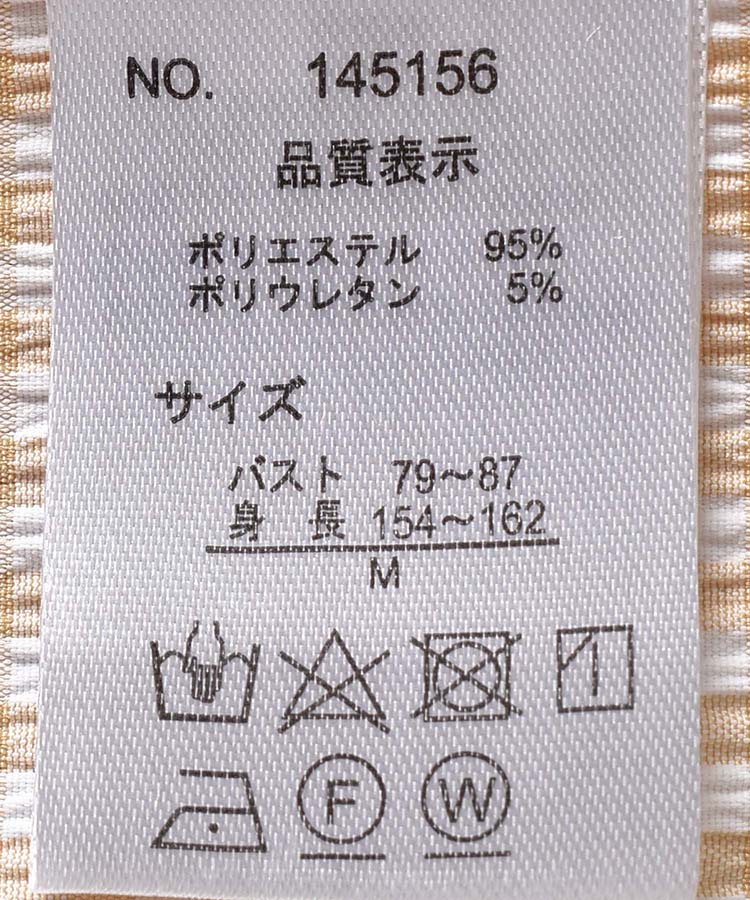 NO. 145156
品質表示
ポリエステル 95%
ポリウレタン 5%
サイズ
バスト 79〜87
身 長 154〜162
M
F W